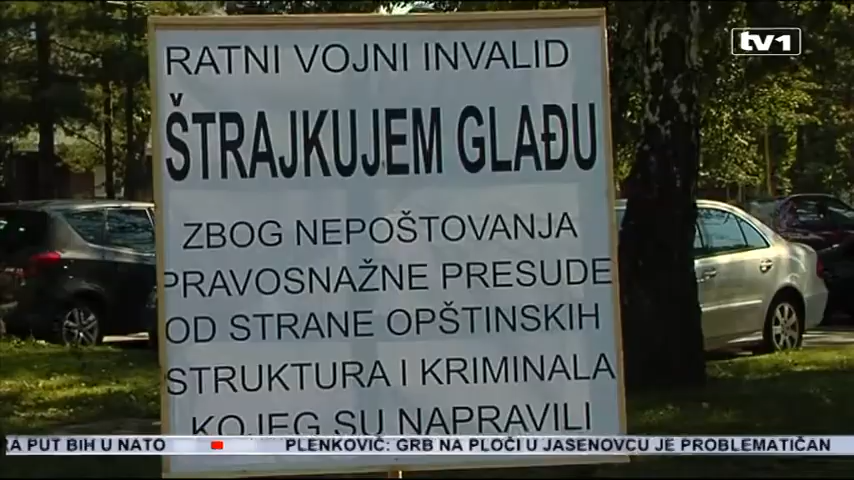 tv1
RATNI VOJNI INVALID
ŠTRAJKUJEM GLAĐU
ZBOG NEPOŠTOVANJA
PRAVOSNAŽNE PRESUDE
OD STRANE OPŠTINSKIH
STRUKTURA I KRIMINALA
KOJEG SU NAPRAVILI
RA PUT BIH U NATO PLENKOVIĆ: GRB NA PLOČI U JASENOVCU JE PROBLEMATIČAN